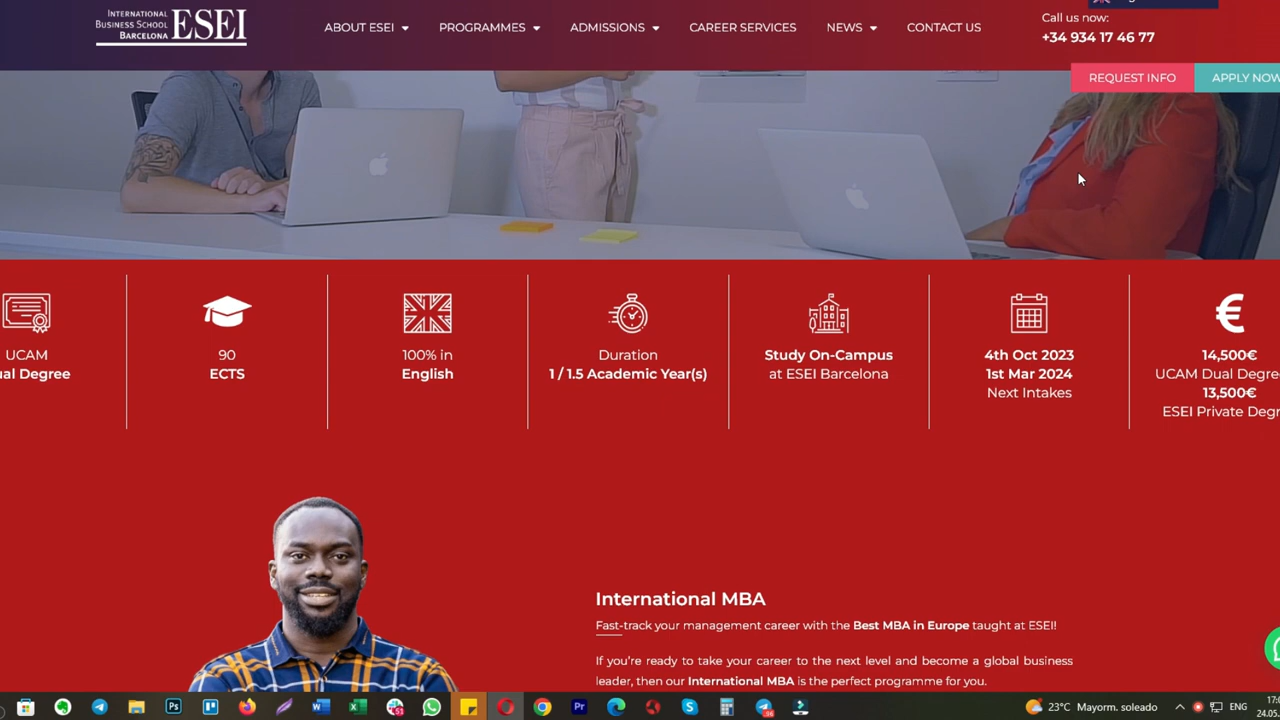 INTERNATIONAL
BUSINESS SCHOOL
BARCELONA
ESEI
ABOUT ESEI
PROGRAMMES
ADMISSIONS
CAREER SERVICES
NEWS
CONTACT US
Call us now:
+34 934 17 46 77
REQUEST INFO
APPLY NOW
UCAM
ual Degree
90
ECTS
100% in
English
Duration
1 / 1.5 Academic Year(s)
Study On-Campus
at ESEI Barcelona
4th Oct 2023
1st Mar 2024
Next Intakes
14,500€
UCAM Dual Degre
13,500€
ESEI Private Degr
International MBA
Fast-track your management career with the Best MBA in Europe taught at ESEI!
If you're ready to take your career to the next level and become a global business
leader, then our International MBA is the perfect programme for you.
23°C Mayorm. soleado
ENG
17:0
24.05.